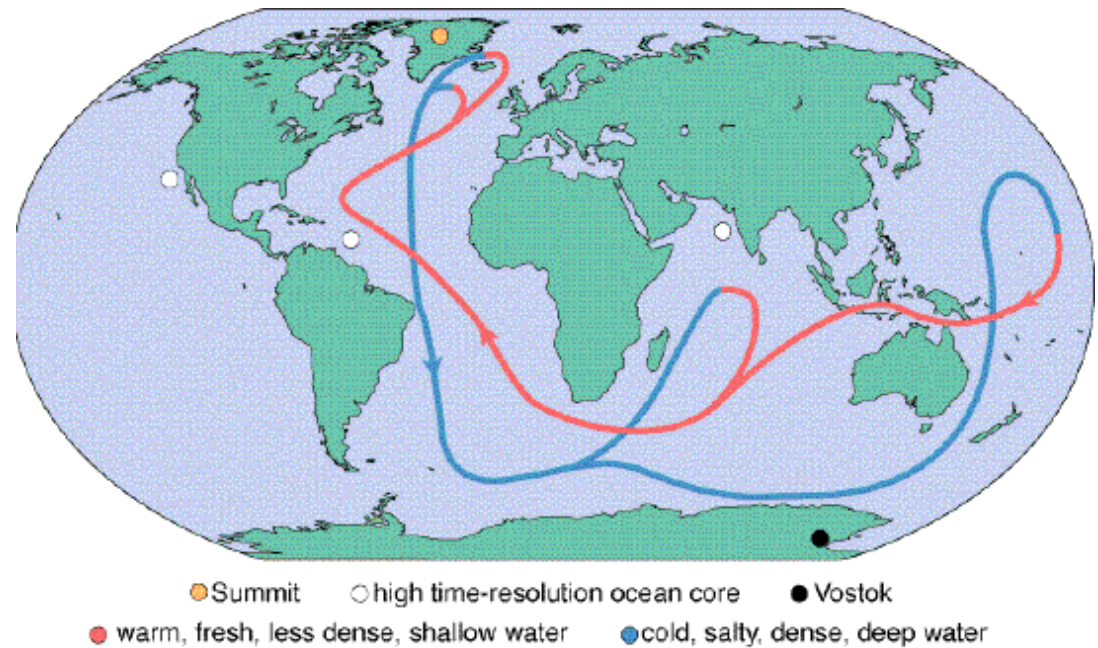 Summit high time-resolution ocean core Vostok
warm, fresh, less dense, shallow water cold, salty, dense, deep water